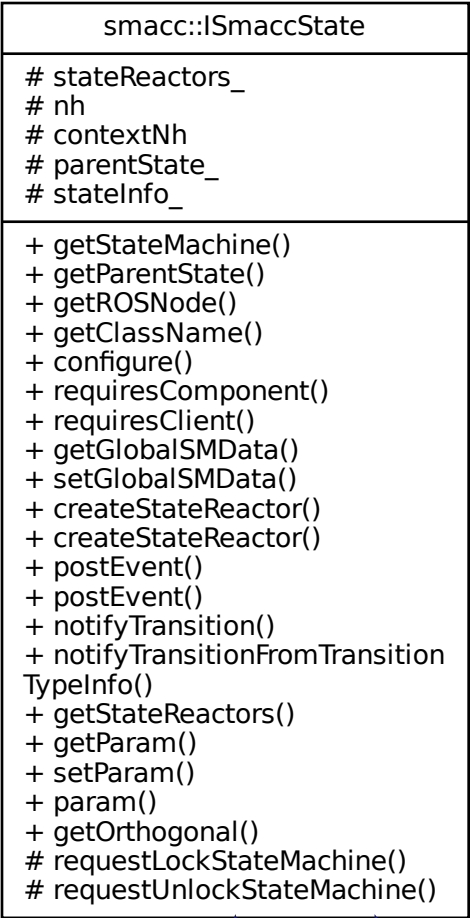 smacc::ISmaccState
# stateReactors_
# nh
# contextNh
# parentState_
# stateInfo_
+ getStateMachine()
+ getParentState()
+ getROSNode()
+ getClassName()
+ configure()
+ requiresComponent()
+ requiresClient()
+ getGlobalSMData()
+ setGlobalSMData()
+ createStateReactor()
+ createStateReactor()
+ postEvent()
+ postEvent()
+ notifyTransition()
+ notifyTransitionFromTransition
TypeInfo()
+ getStateReactors()
+ getParam()
+ setParam()
+ param()
+ getOrthogonal()
# requestLockStateMachine()
# requestUnlockStateMachine()